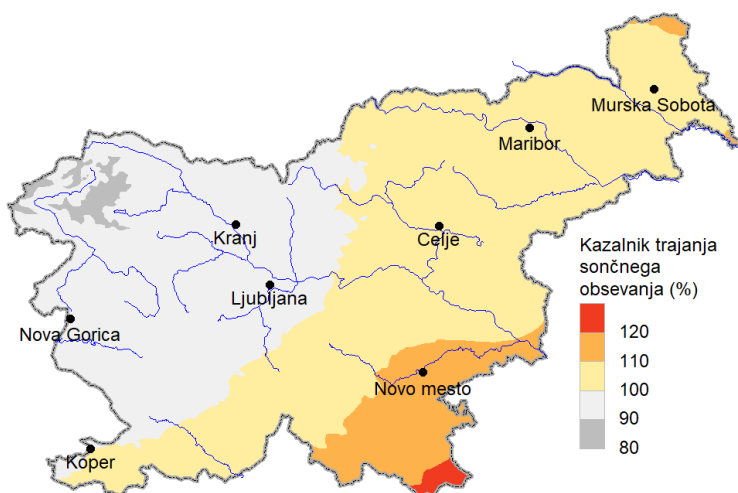 Murska Sobota
Maribor
Kranj
Celje
Ljubljana
Nova Gorica
Novo mesto
Koper
Kazalnik trajanja
sončnega
obsevanja (%)
120
110
100
90
80